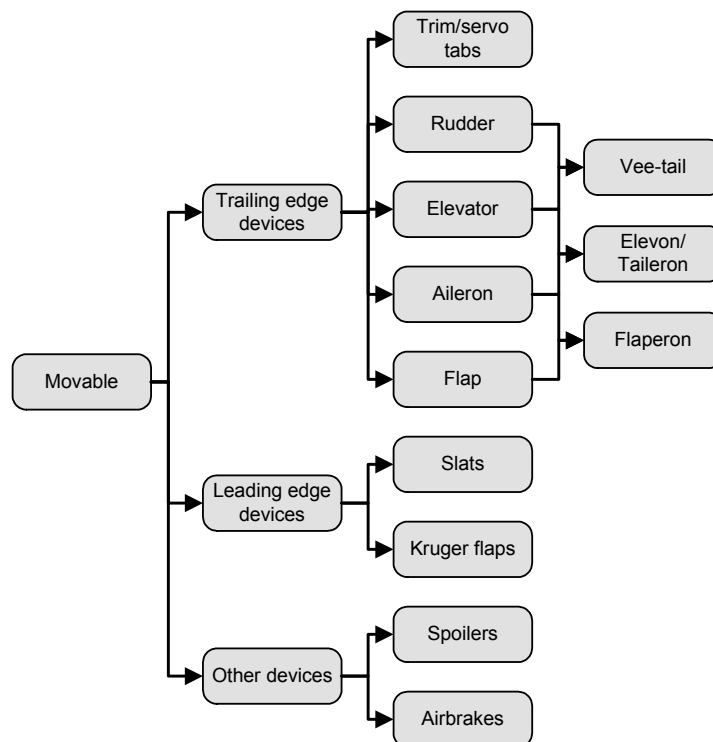 Trim/servo
tabs
Rudder
Vee-tail
Trailing edge
devices
Elevator
Elevon/
Taileron
Aileron
Flaperon
Movable
Flap
Slats
Leading edge
devices
Kruger flaps
Spoilers
Other devices
Airbrakes